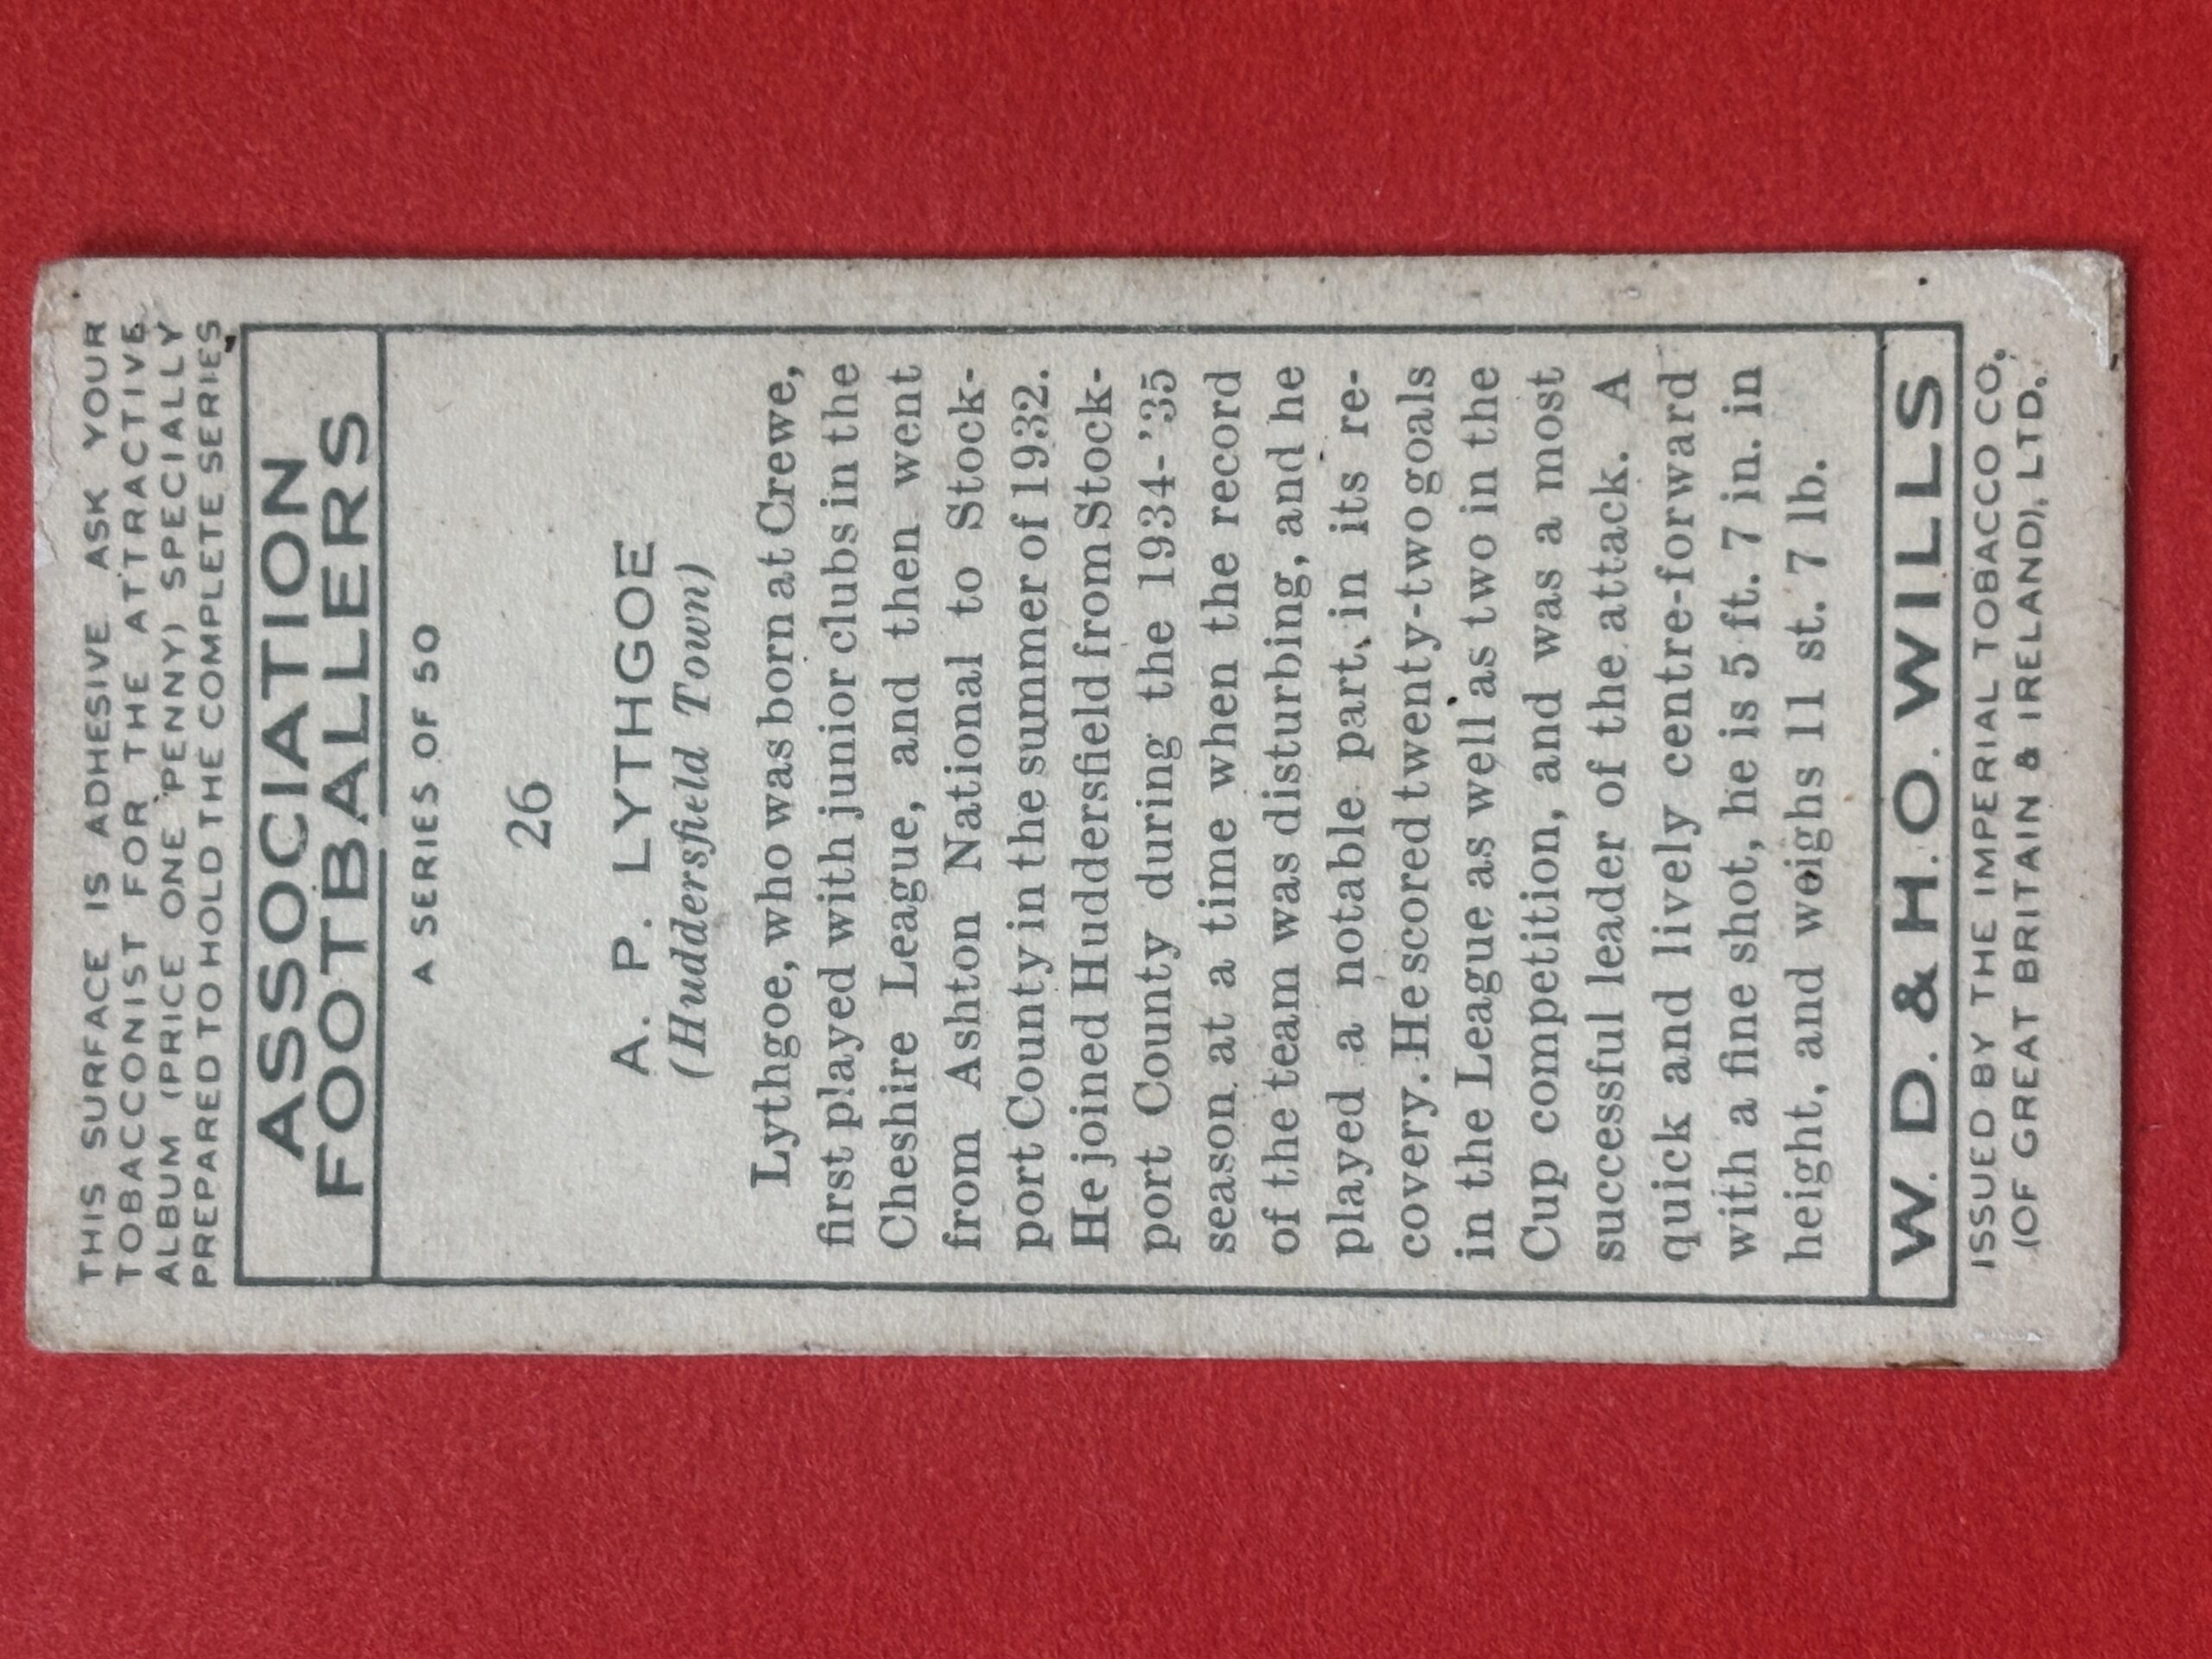 THIS SURFACE IS ADHESIVE. ASK YOUR
TOBACCONIST FOR THE ATTRACTIVE
ALBUM (PRICE ONE PENNY) SPECIALLY
PREPARED TO HOLD THE COMPLETE SERIES
ASSOCIATION
FOOTBALLERS
A SERIES OF 50
26
A. P. LYTHGOE
(Huddersfield Town)
Lythgoe, who was born at Crewe,
first played with junior clubs in the
Cheshire League, and then went
from Ashton National to Stock-
port County in the summer of 1932.
He joined Huddersfield from Stock-
port County during the 1934-'35
season at a time when the record
of the team was disturbing, and he
played a notable part in its re-
covery. He scored twenty-two goals
in the League as well as two in the
Cup competition, and was a most
successful leader of the attack. A
quick and lively centre-forward
with a fine shot, he is 5 ft. 7 in. in
height, and weighs 11 st. 7 lb.
W. D. & H. O. WILLS
ISSUED BY THE IMPERIAL TOBACCO CO.
(OF GREAT BRITAIN & IRELAND), LTD.